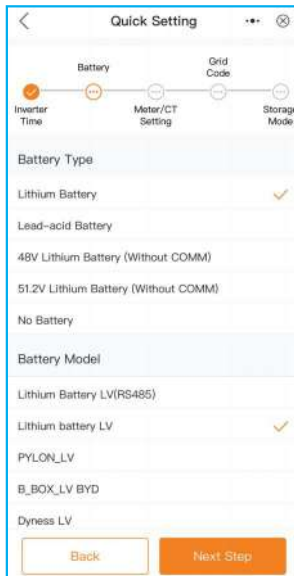 Quick Setting
Battery
Grid
Code
Inverter
Time
Meter/CT
Setting
Storage
Mode
Battery Type
Lithium Battery
Lead-acid Battery
48V Lithium Battery (Without COMM)
51.2V Lithium Battery (Without COMM)
No Battery
Battery Model
Lithium Battery LV(RS485)
Lithium battery LV
PYLON_LV
B_BOX_LV BYD
Dyness LV
Back
Next Step